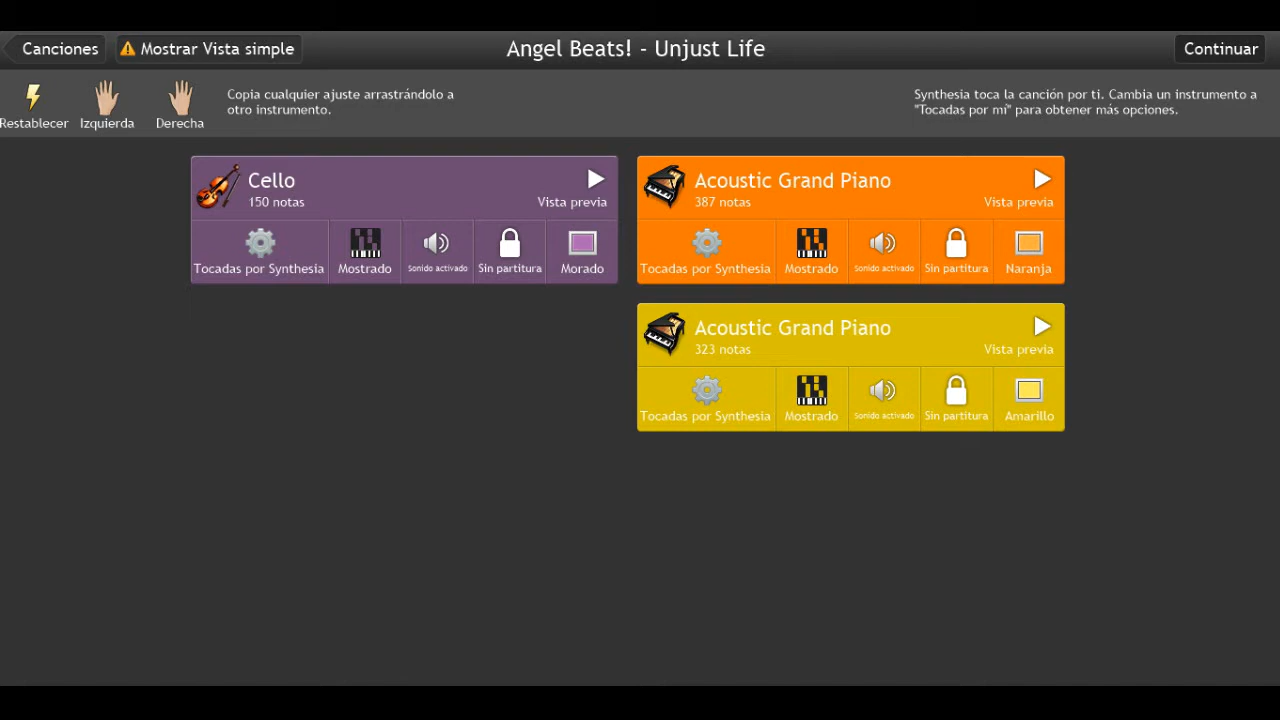 Canciones
Mostrar Vista simple
Angel Beats! - Unjust Life
Continuar
Restablecer
Izquierda
Derecha
Copia cualquier ajuste arrastrándolo a
otro instrumento.
Synthesia toca la canción por ti. Cambia un instrumento a
"Tocadas por mí" para obtener más opciones.
Cello
150 notas
Vista previa
Tocadas por Synthesia
Mostrado
Sonido activado
Sin partitura
Morado
Acoustic Grand Piano
387 notas
Vista previa
Tocadas por Synthesia
Mostrado
Sonido activado
Sin partitura
Naranja
Acoustic Grand Piano
323 notas
Vista previa
Tocadas por Synthesia
Mostrado
Sonido activado
Sin partitura
Amarillo